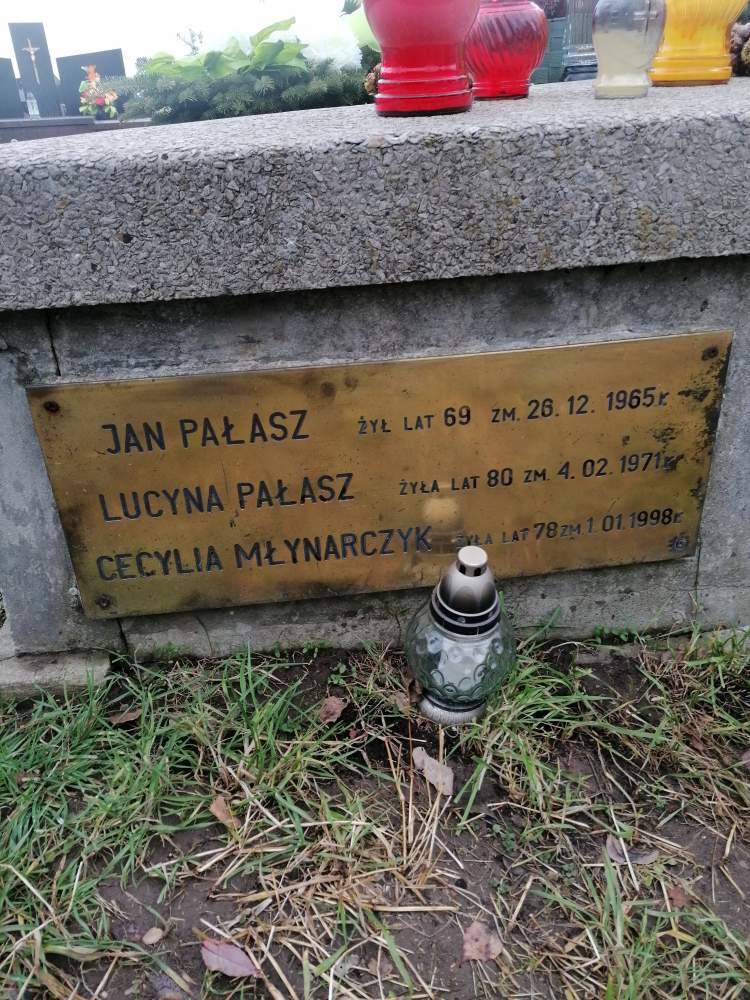 JAN PAŁASZ ŻYŁ LAT 69 ZM. 26. 12. 1965 r.
LUCYNA PAŁASZ ŻYŁA LAT 80 ZM. 4. 02. 1971 r.
CECYLIA MŁYNARCZYK ŻYŁA LAT 78 ZM. 1. 01. 1998 r.